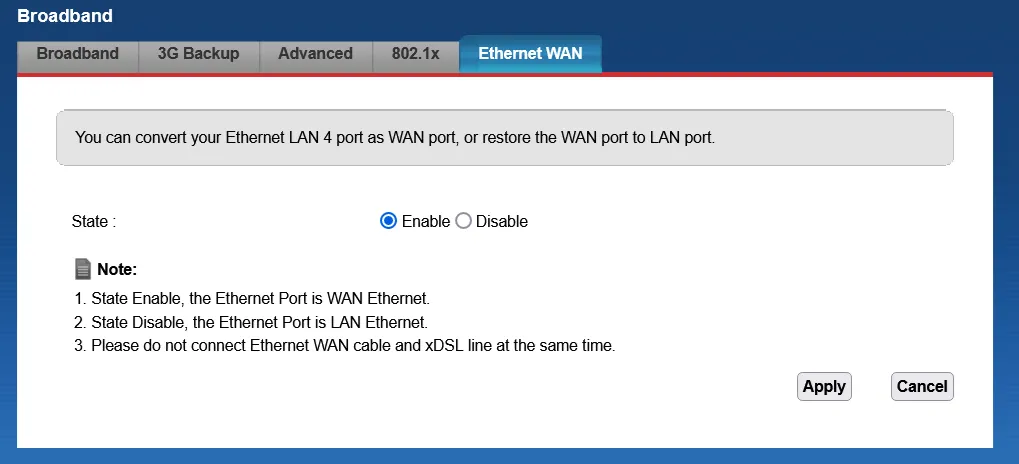 Broadband
Broadband 3G Backup Advanced 802.1x Ethernet WAN
You can convert your Ethernet LAN 4 port as WAN port, or restore the WAN port to LAN port.
State : Enable Disable
Note:
1. State Enable, the Ethernet Port is WAN Ethernet.
2. State Disable, the Ethernet Port is LAN Ethernet.
3. Please do not connect Ethernet WAN cable and xDSL line at the same time.
Apply Cancel